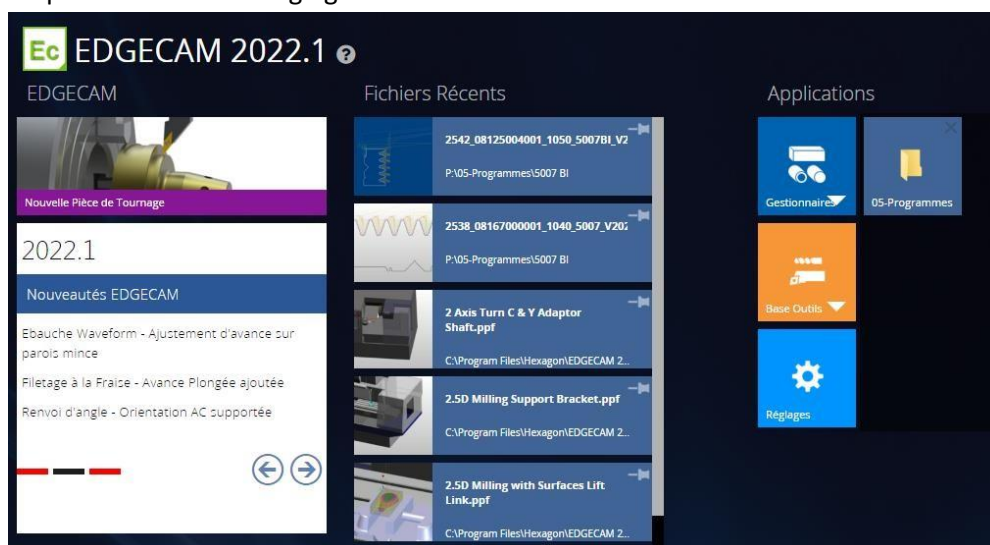 Ec EDGECAM 2022.1 ?
EDGECAM
Nouvelle Pièce de Tournage
2022.1
Nouveautés EDGECAM
Ebauche Waveform - Ajustement d'avance sur
parois mince
Filetage à la Fraise - Avance Plongée ajoutée
Renvoi d'angle - Orientation AC supportée
Fichiers Récents
2542_08125004001_1050_5007BI_V2
P:\05-Programmes\5007 BI
2538_08167000001_1040_5007_V202
P:\05-Programmes\5007 BI
2 Axis Turn C & Y Adaptor
Shaft.ppf
C:\Program Files\Hexagon\EDGECAM 2...
2.5D Milling Support Bracket.ppf
C:\Program Files\Hexagon\EDGECAM 2...
2.5D Milling with Surfaces Lift
Link.ppf
C:\Program Files\Hexagon\EDGECAM 2...
Applications
Gestionnaires
05-Programmes
Base Outils
Réglages